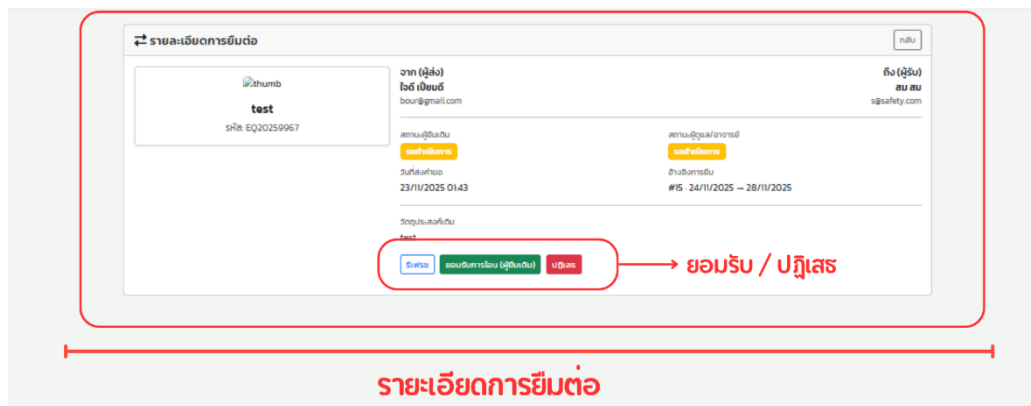 รายละเอียดการยืมต่อ
กลับ
thumb
test
รหัส: EQ20259967
จาก (ผู้ส่ง)
ใจดี เปี่ยมดี
bour@gmail.com
ถึง (ผู้รับ)
สม สม
s@safety.com
สถานะผู้ยืมเดิม
รอดำเนินการ
สถานะผู้ดูแล/อาจารย์
รอดำเนินการ
วันที่ส่งคำขอ
23/11/2025 01:43
อ้างอิงการยืม
#15 · 24/11/2025 → 28/11/2025
วัตถุประสงค์เดิม
test
รีเฟรช
ยอมรับการโอน (ผู้ยืมเดิม)
ปฏิเสธ
ยอมรับ / ปฏิเสธ
รายะเอียดการยืมต่อ